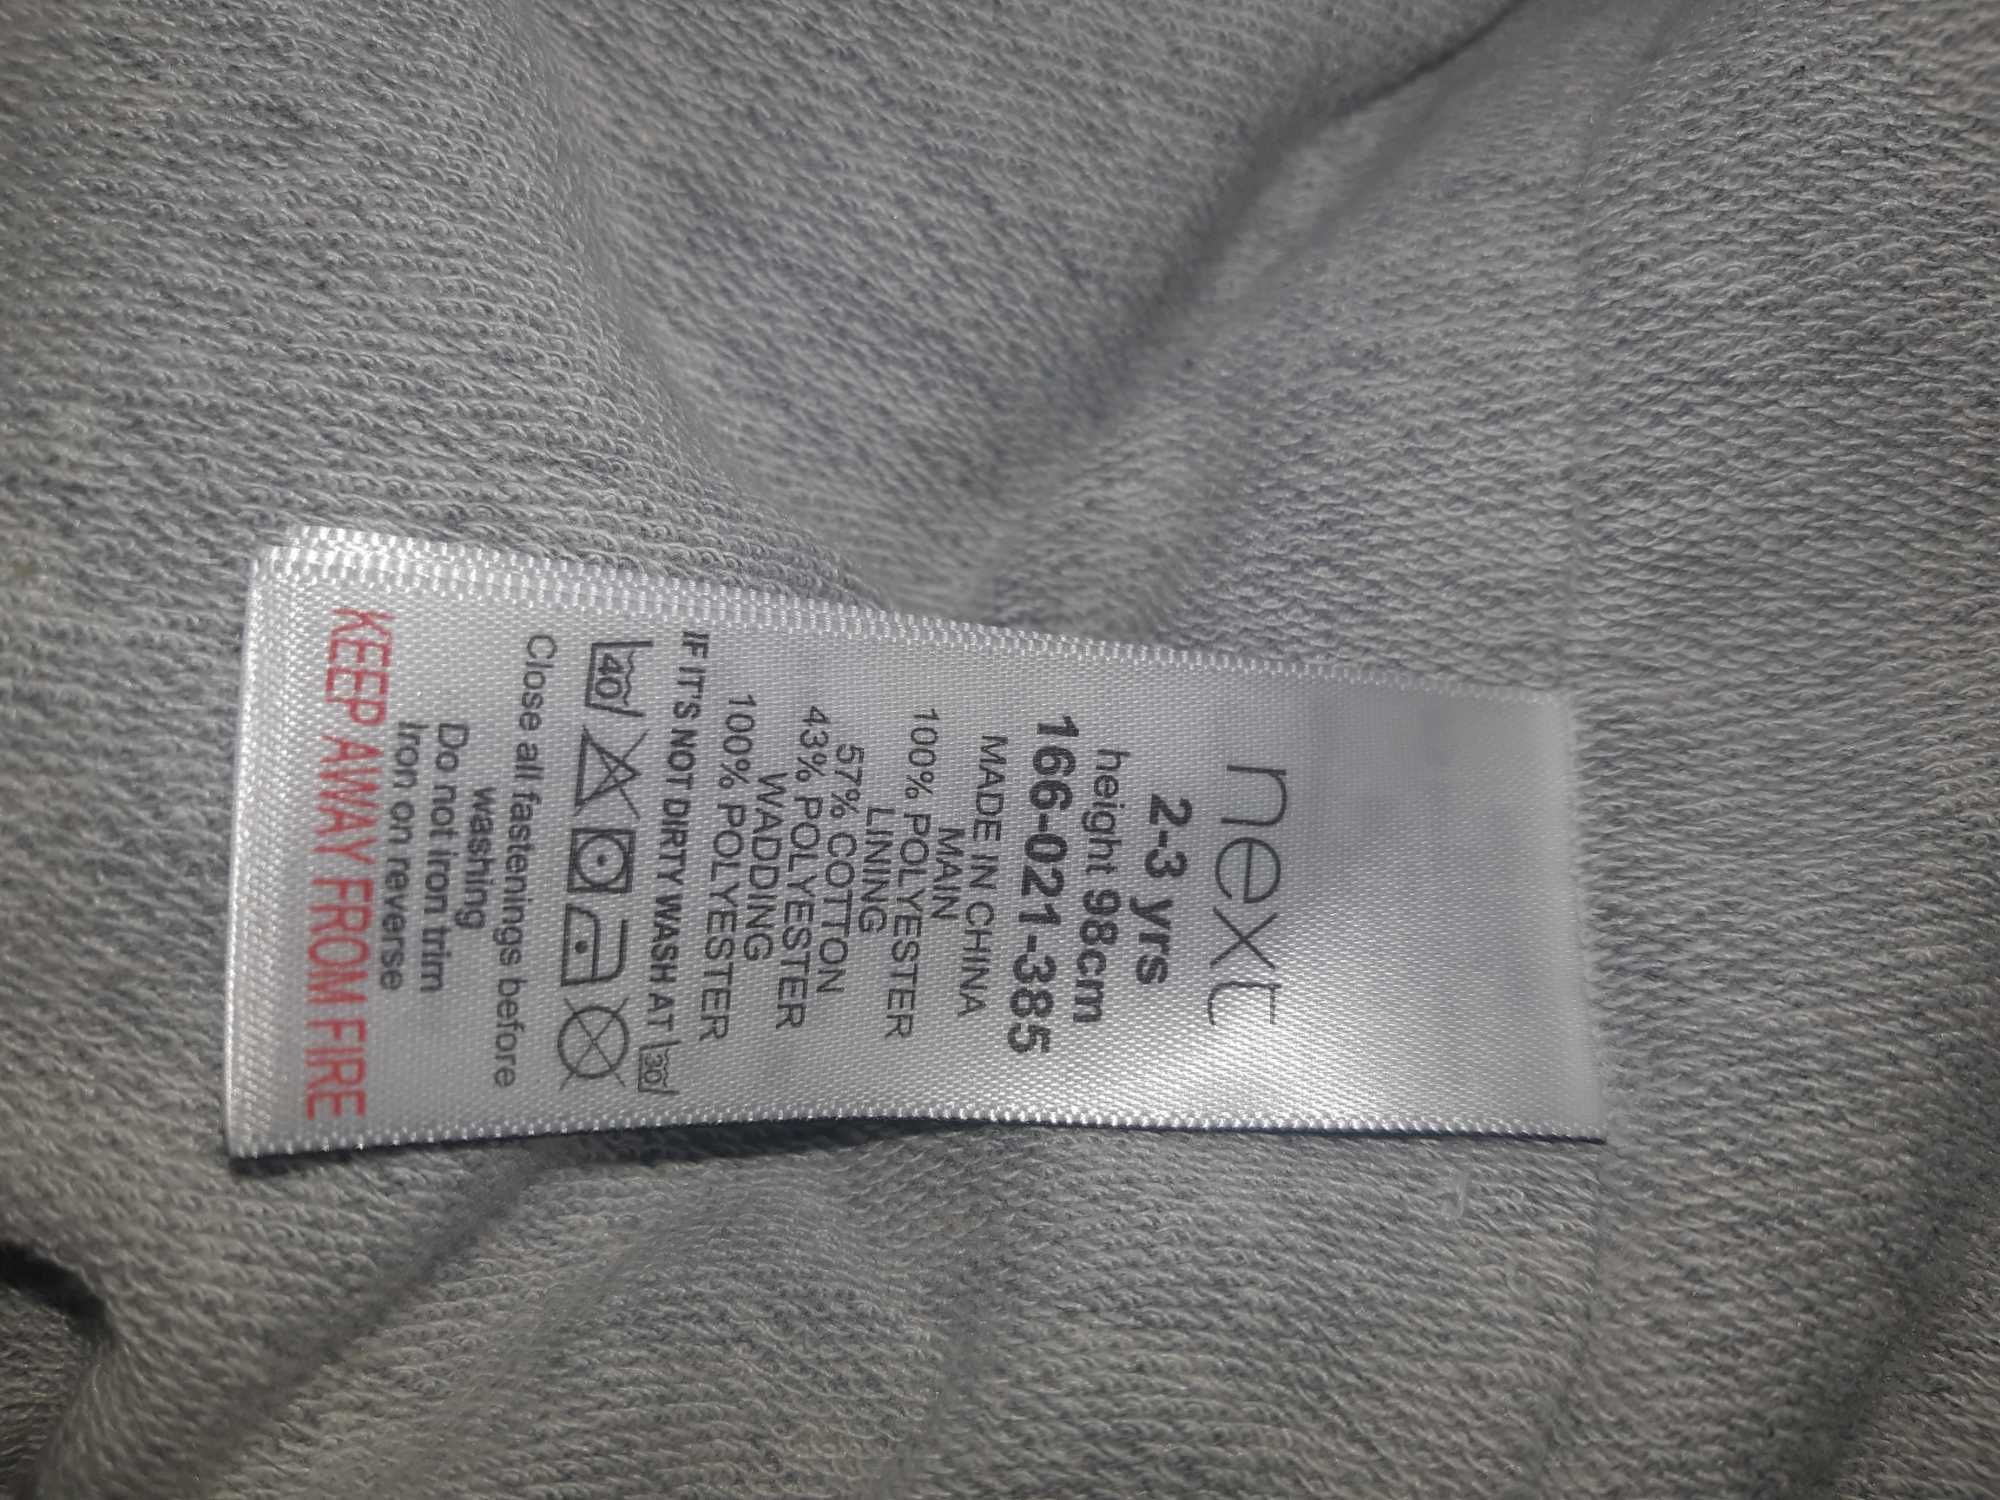 next
2-3 yrs
height 98cm
166-021-385
MADE IN CHINA
MAIN
100% POLYESTER
LINING
57% COTTON
43% POLYESTER
WADDING
100% POLYESTER
IF IT'S NOT DIRTY WASH AT 30
40
Close all fastenings before
washing
Do not iron trim
Iron on reverse
KEEP AWAY FROM FIRE